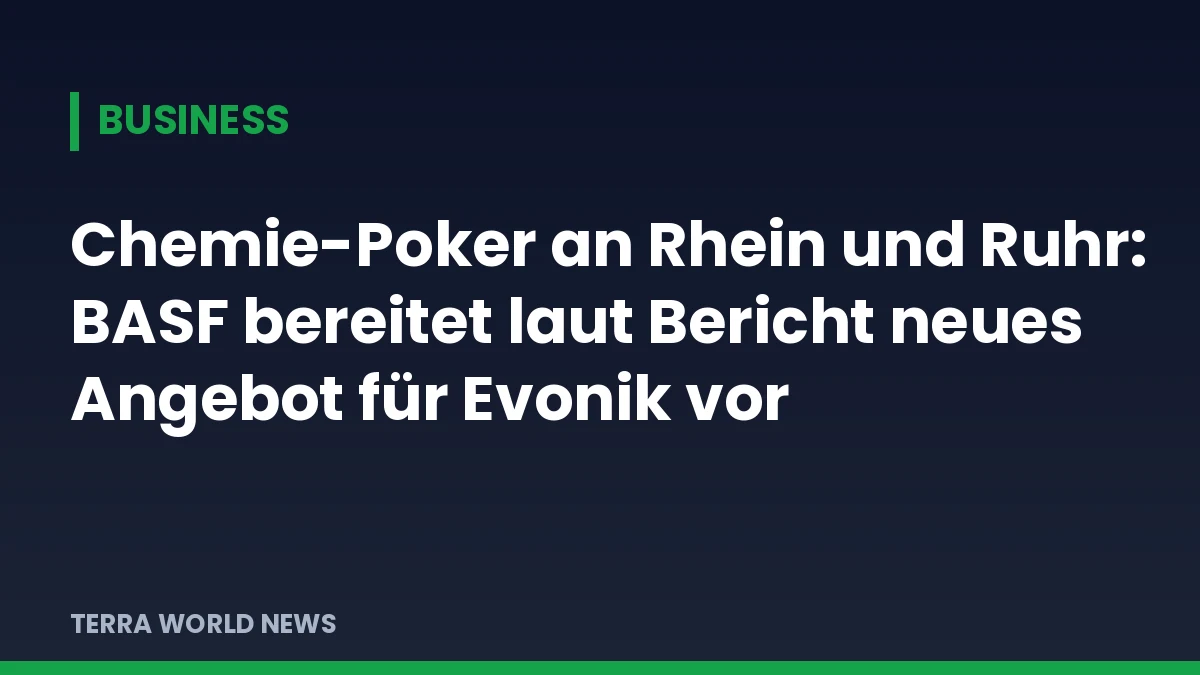 BUSINESS
Chemie-Poker an Rhein und Ruhr:
BASF bereitet laut Bericht neues
Angebot für Evonik vor
TERRA WORLD NEWS